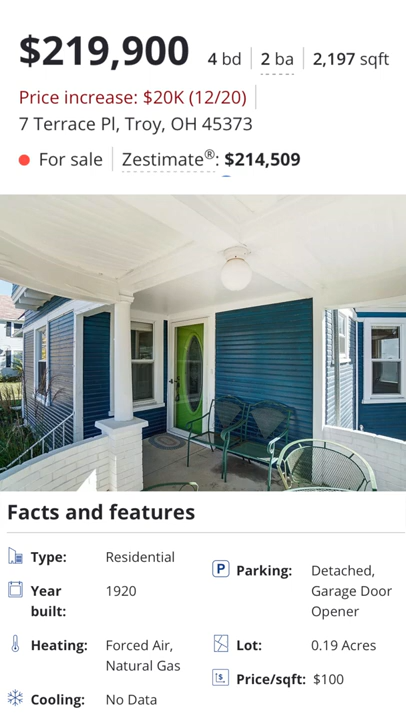 $219,900 4 bd 2 ba 2,197 sqft
Price increase: $20K (12/20)
7 Terrace Pl, Troy, OH 45373
For sale Zestimate®: $214,509
Facts and features
Type: Residential
Year built: 1920
Heating: Forced Air, Natural Gas
Cooling: No Data
P Parking: Detached, Garage Door Opener
Lot: 0.19 Acres
$ Price/sqft: $100